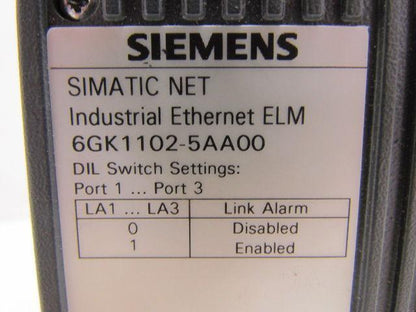 SIEMENS
SIMATIC NET
Industrial Ethernet ELM
6GK1102-5AA00
DIL Switch Settings:
Port 1 ... Port 3
LA1 ... LA3 Link Alarm
0 Disabled
1 Enabled